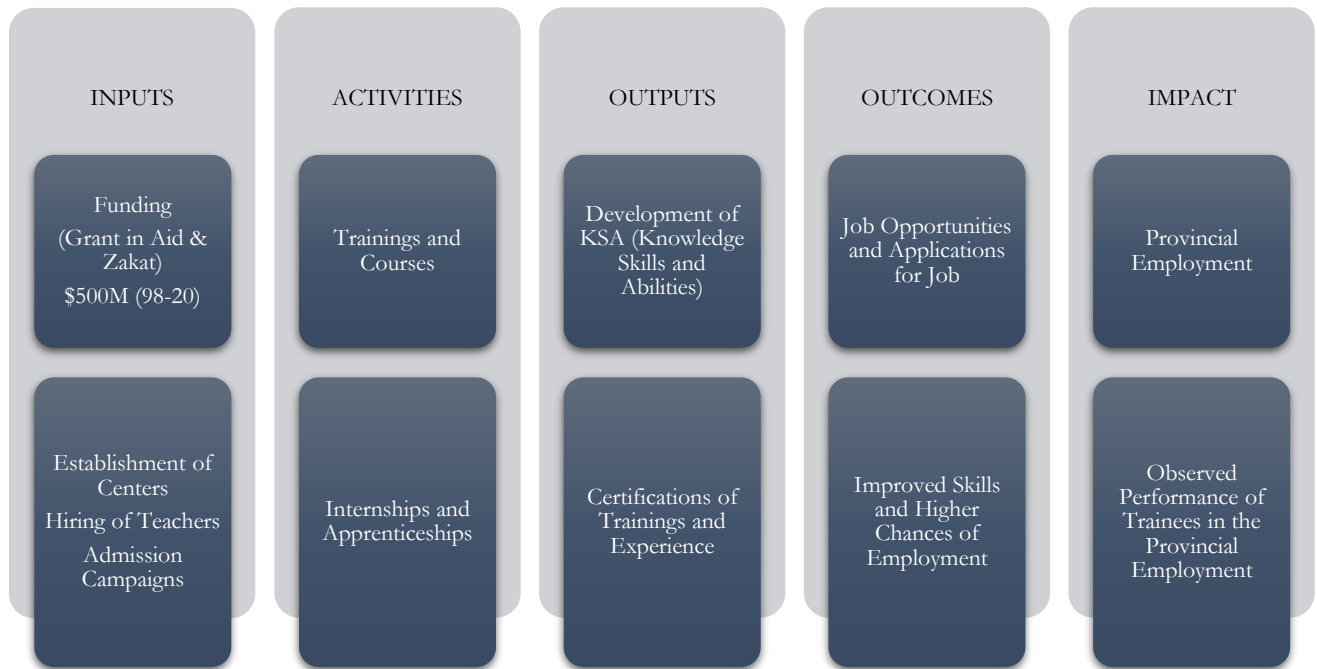 INPUTS
Funding
(Grant in Aid &
Zakat)
$500M (98-20)
Establishment of
Centers
Hiring of Teachers
Admission
Campaigns
ACTIVITIES
Trainings and
Courses
Internships and
Apprenticeships
OUTPUTS
Development of
KSA (Knowledge
Skills and
Abilities)
Certifications of
Trainings and
Experience
OUTCOMES
Job Opportunities
and Applications
for Job
Improved Skills
and Higher
Chances of
Employment
IMPACT
Provincial
Employment
Observed
Performance of
Trainees in the
Provincial
Employment